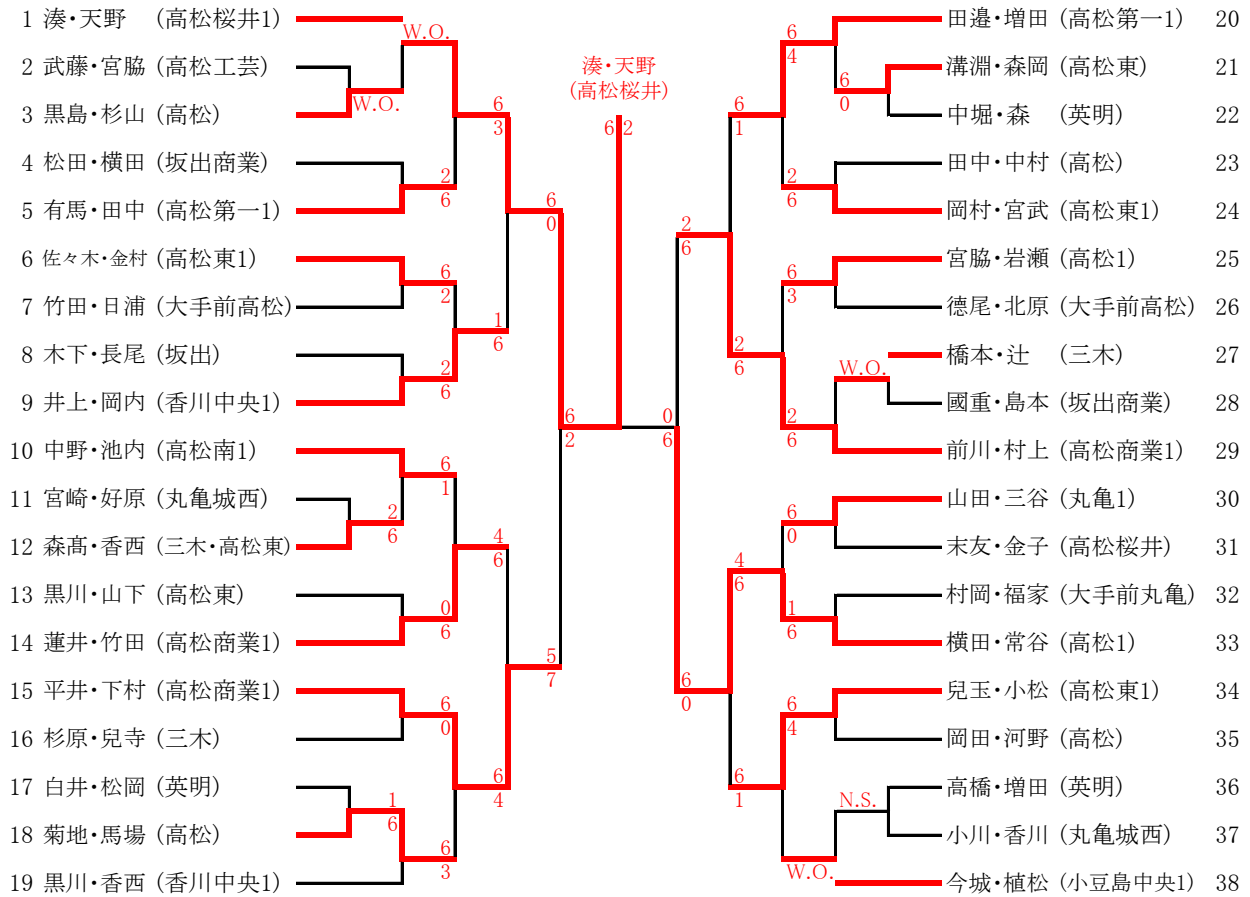 1 湊・天野 (高松桜井1)
2 武藤・宮脇 (高松工芸)
3 黒島・杉山 (高松)
4 松田・横田 (坂出商業)
5 有馬・田中 (高松第一1)
6 佐々木・金村 (高松東1)
7 竹田・日浦 (大手前高松)
8 木下・長尾 (坂出)
9 井上・岡内 (香川中央1)
10 中野・池内 (高松南1)
11 宮崎・好原 (丸亀城西)
12 森髙・香西 (三木・高松東)
13 黒川・山下 (高松東)
14 蓮井・竹田 (高松商業1)
15 平井・下村 (高松商業1)
16 杉原・兒寺 (三木)
17 白井・松岡 (英明)
18 菊地・馬場 (高松)
19 黒川・香西 (香川中央1)
W.O.
W.O.
2
6
6
2
2
6
2
6
6
1
0
6
6
0
1
6
6
3
6
3
1
6
4
6
6
4
6
0
5
7
6
2
湊・天野
(高松桜井)
6 2
0
6
2
6
6
0
6
1
2
6
4
6
6
1
6
4
2
6
6
3
2
6
6
0
1
6
6
4
W.O.
6
0
W.O.
N.S.
田邉・増田 (高松第一1) 20
溝淵・森岡 (高松東) 21
中堀・森 (英明) 22
田中・中村 (高松) 23
岡村・宮武 (高松東1) 24
宮脇・岩瀬 (高松1) 25
德尾・北原 (大手前高松) 26
橋本・辻 (三木) 27
國重・島本 (坂出商業) 28
前川・村上 (高松商業1) 29
山田・三谷 (丸亀1) 30
末友・金子 (高松桜井) 31
村岡・福家 (大手前丸亀) 32
横田・常谷 (高松1) 33
兒玉・小松 (高松東1) 34
岡田・河野 (高松) 35
高橋・増田 (英明) 36
小川・香川 (丸亀城西) 37
今城・植松 (小豆島中央1) 38